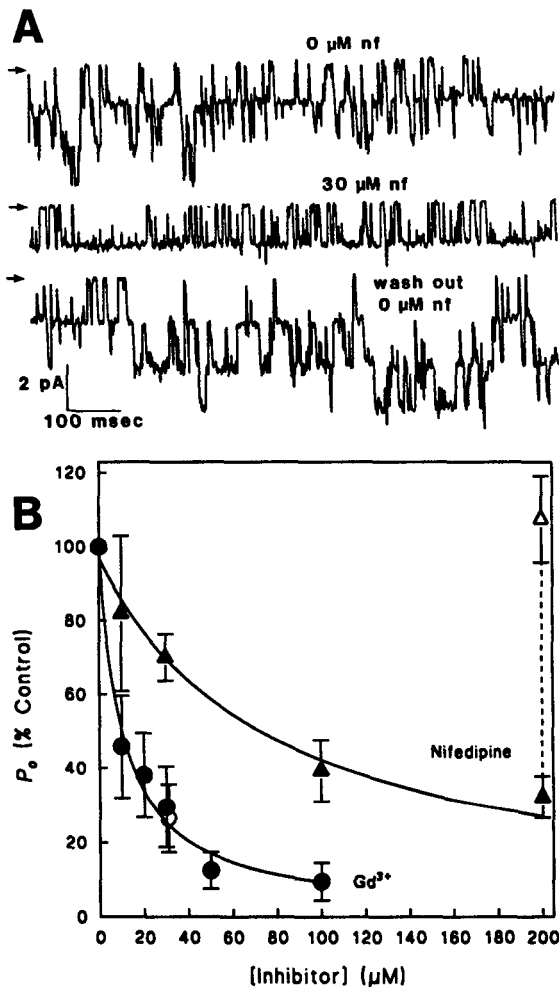 A
0 µM nf
30 µM nf
wash out
0 µM nf
2 pA
100 msec
B
120
100
80
60
40
20
0
P₀ (% Control)
Nifedipine
Gd³⁺
0 20 40 60 80 100 120 140 160 180 200
[Inhibitor] (µM)